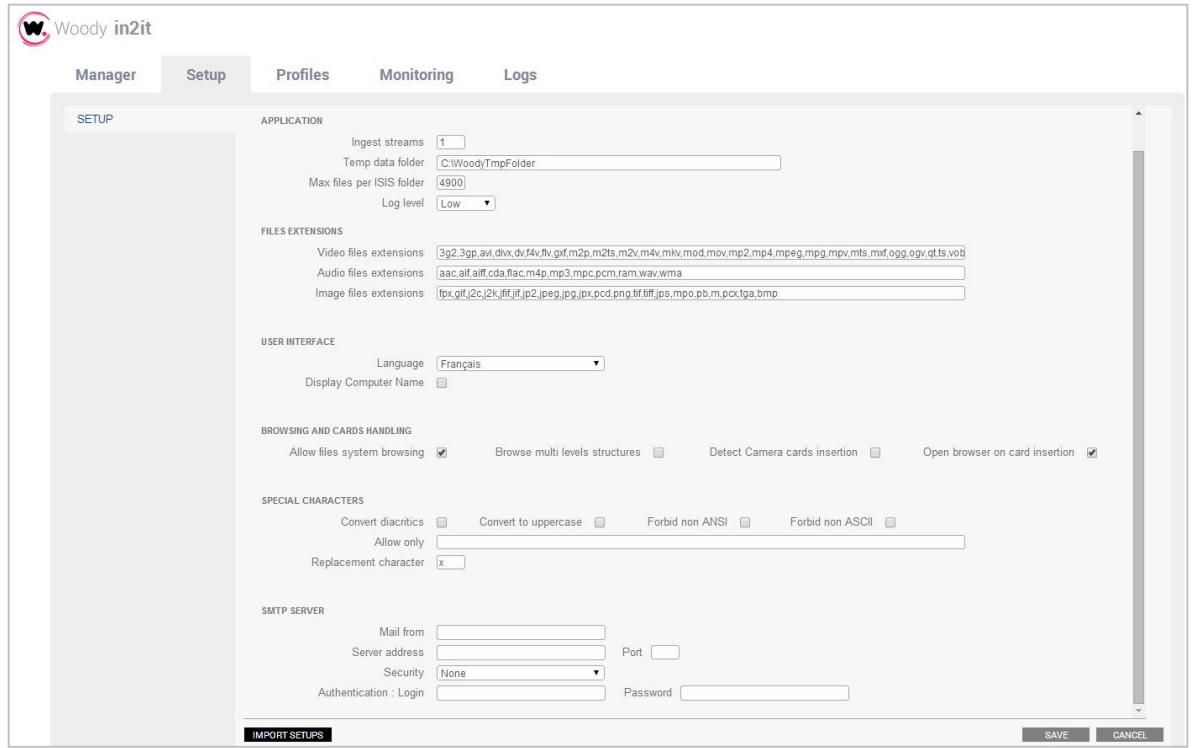 W. Woody in2it
Manager Setup Profiles Monitoring Logs
SETUP
APPLICATION
Ingest streams 1
Temp data folder C:\WoodyTmpFolder
Max files per ISIS folder 4900
Log level Low
FILES EXTENSIONS
Video files extensions 3g2,3gp,avi,divx,dv,f4v,flv,gxf,m2p,m2ts,m2v,m4v,mkv,mod,mov,mp2,mp4,mpeg,mpg,mpv,mts,mxf,ogg,ogv,qt,ts,vob
Audio files extensions aac,aif,aiff,cda,flac,m4p,mp3,mpc,pcm,ram,wav,wma
Image files extensions fpx,gif,j2c,j2k,jfif,jif,jp2,jpeg,jpg,jpx,pcd,png,tif,tiff,jps,mpo,pb,m,pcx,tga,bmp
USER INTERFACE
Language Français
Display Computer Name
BROWSING AND CARDS HANDLING
Allow files system browsing Browse multi levels structures Detect Camera cards insertion Open browser on card insertion
SPECIAL CHARACTERS
Convert diacritics Convert to uppercase Forbid non ANSI Forbid non ASCII
Allow only
Replacement character x
SMTP SERVER
Mail from
Server address Port
Security None
Authentication : Login Password
IMPORT SETUPS SAVE CANCEL